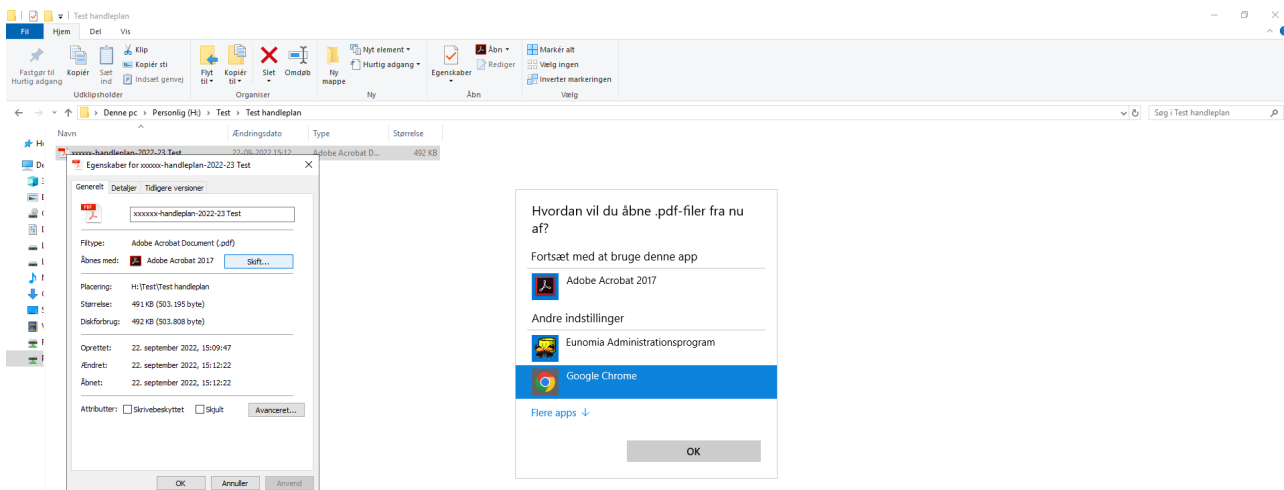 Test handleplan
Fil Hjem Del Vis
Fastgør til Hurtig adgang
Kopiér
Sæt ind
Klip
Kopiér sti
Indsæt genvej
Udklipsholder
Flyt til
Kopiér til
Slet
Omdøb
Organiser
Ny mappe
Nyt element
Hurtig adgang
Ny
Egenskaber
Åbn
Rediger
Åbn
Markér alt
Vælg ingen
Inverter markeringen
Vælg
Denne pc > Personlig (H:) > Test > Test handleplan
Søg i Test handleplan
Navn Ændringsdato Type Størrelse
xxxxxx-handleplan-2022-23 Test 22-09-2022 15:12 Adobe Acrobat D... 492 KB
Egenskaber for xxxxxx-handleplan-2022-23 Test
Generelt Detaljer Tidligere versioner
PDF
xxxxxx-handleplan-2022-23 Test
Filtype: Adobe Acrobat Document (.pdf)
Åbnes med: Adobe Acrobat 2017 Skift...
Placering: H:\Test\Test handleplan
Størrelse: 491 KB (503.195 byte)
Diskforbrug: 492 KB (503.808 byte)
Oprettet: 22. september 2022, 15:09:47
Ændret: 22. september 2022, 15:12:22
Åbnet: 22. september 2022, 15:12:22
Attributter: Skrivebeskyttet Skjult Avanceret...
OK Annuller Anvend
Hvordan vil du åbne .pdf-filer fra nu
af?
Fortsæt med at bruge denne app
Adobe Acrobat 2017
Andre indstillinger
Eunomia Administrationsprogram
Google Chrome
Flere apps
OK